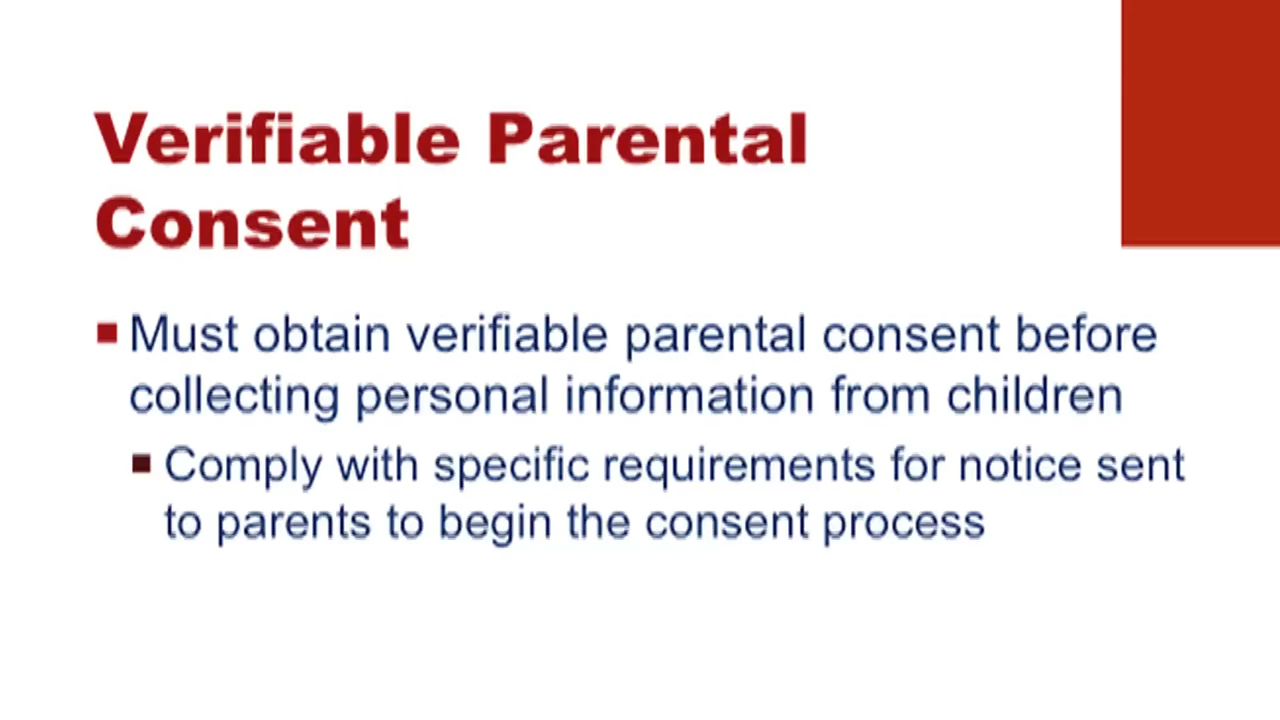 Verifiable Parental
Consent
Must obtain verifiable parental consent before
collecting personal information from children
Comply with specific requirements for notice sent
to parents to begin the consent process